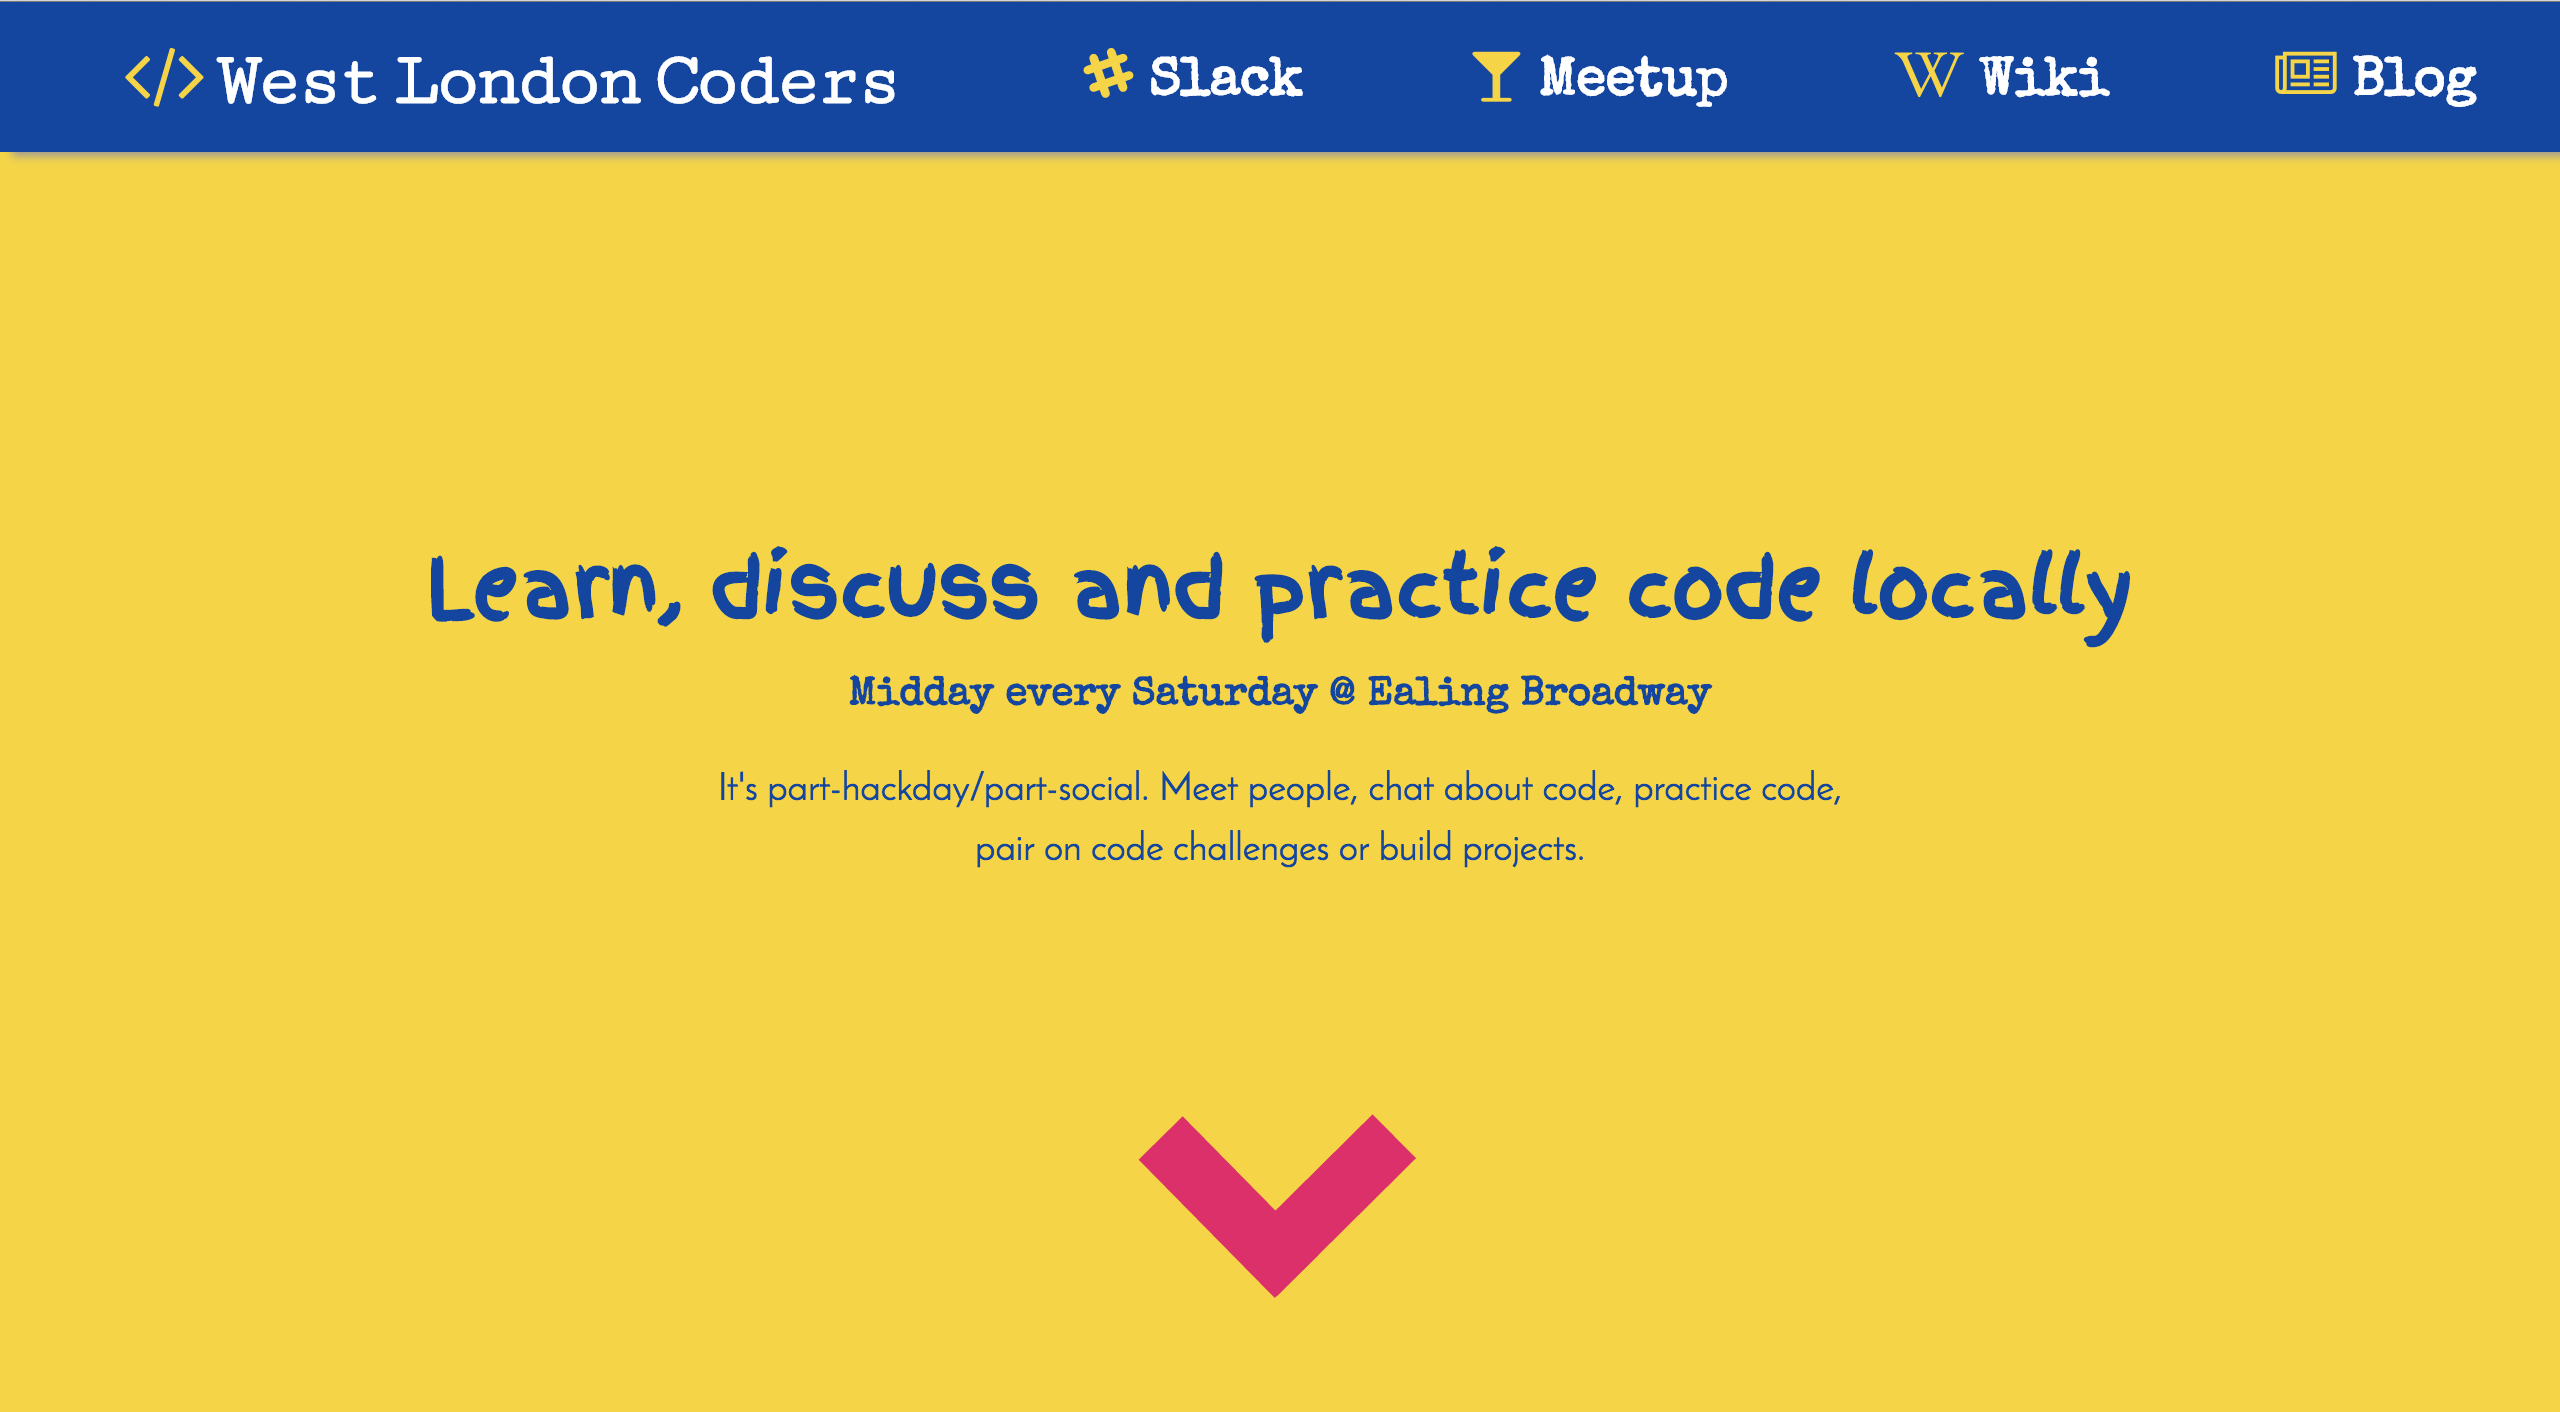 </> West London Coders
Slack
Meetup
Wiki
Blog
Learn, discuss and practice code locally
Midday every Saturday @ Ealing Broadway
It's part-hackday/part-social. Meet people, chat about code, practice code,
pair on code challenges or build projects.